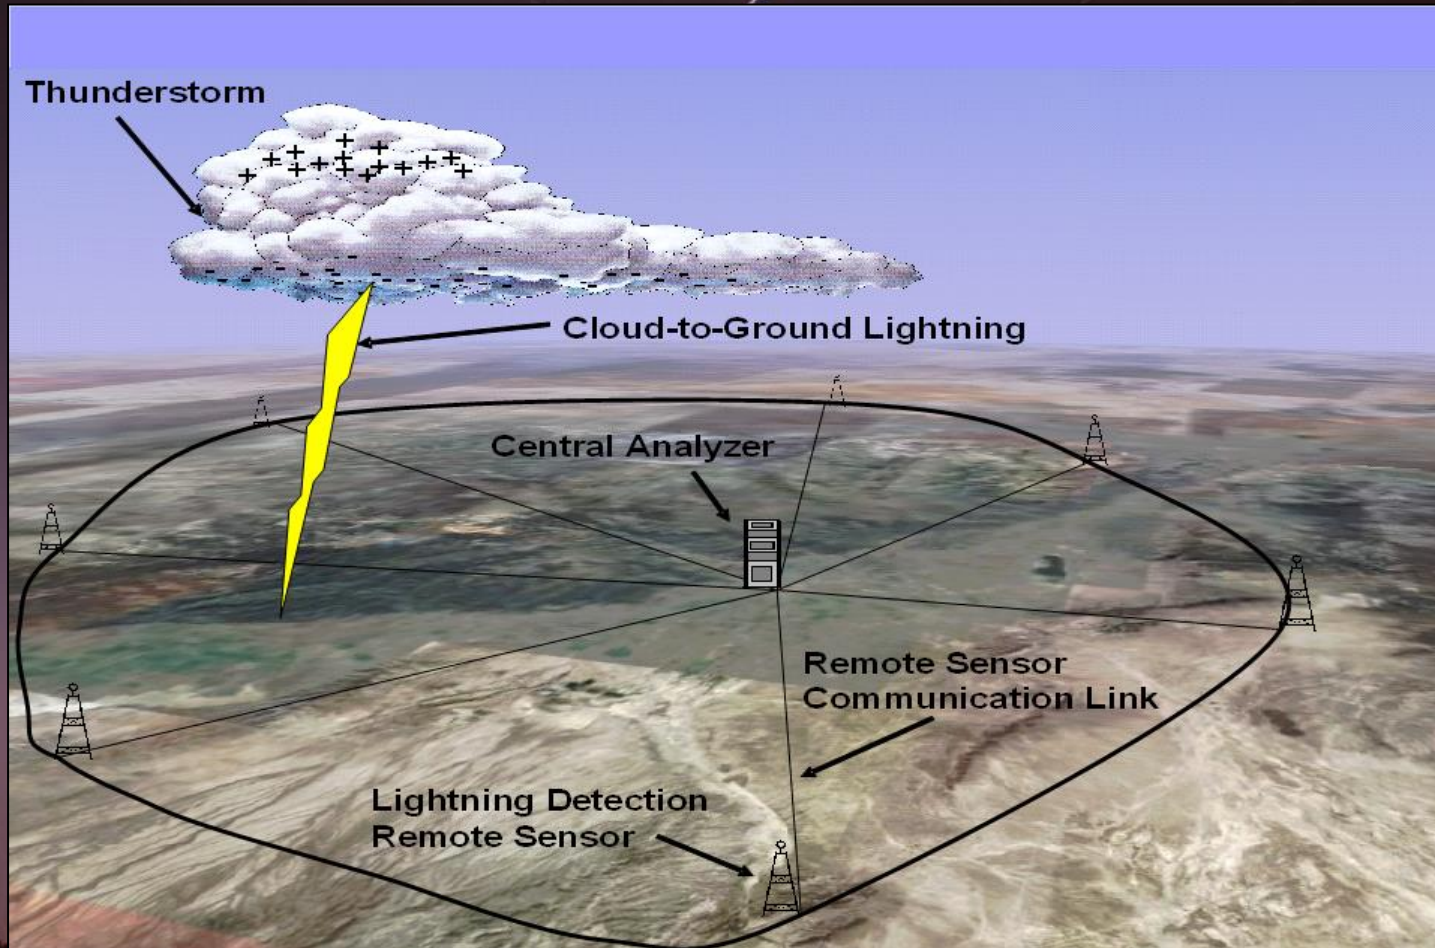 Thunderstorm
Cloud-to-Ground Lightning
Central Analyzer
Remote Sensor
Communication Link
Lightning Detection
Remote Sensor